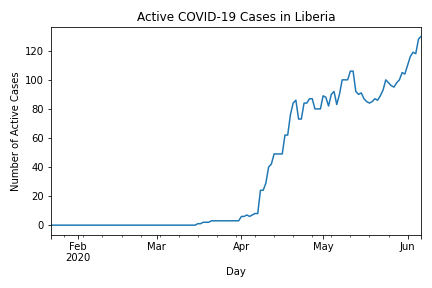 Active COVID-19 Cases in Liberia
Number of Active Cases
120
100
80
60
40
20
0
Feb
2020
Mar
Apr
May
Jun
Day